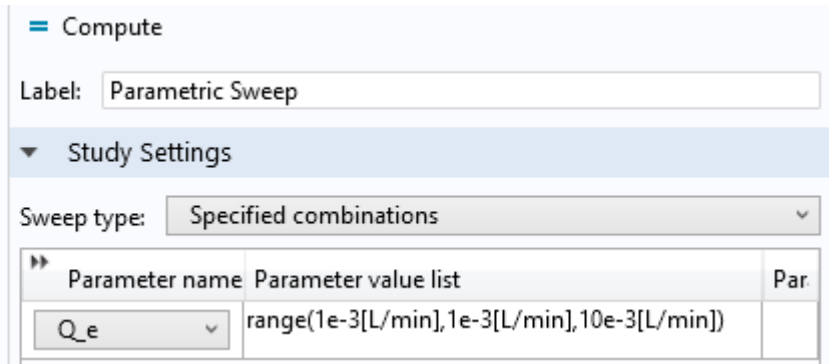 = Compute
Label: Parametric Sweep
Study Settings
Sweep type: Specified combinations
Parameter name Parameter value list Par
Q_e range(1e-3[L/min],1e-3[L/min],10e-3[L/min])